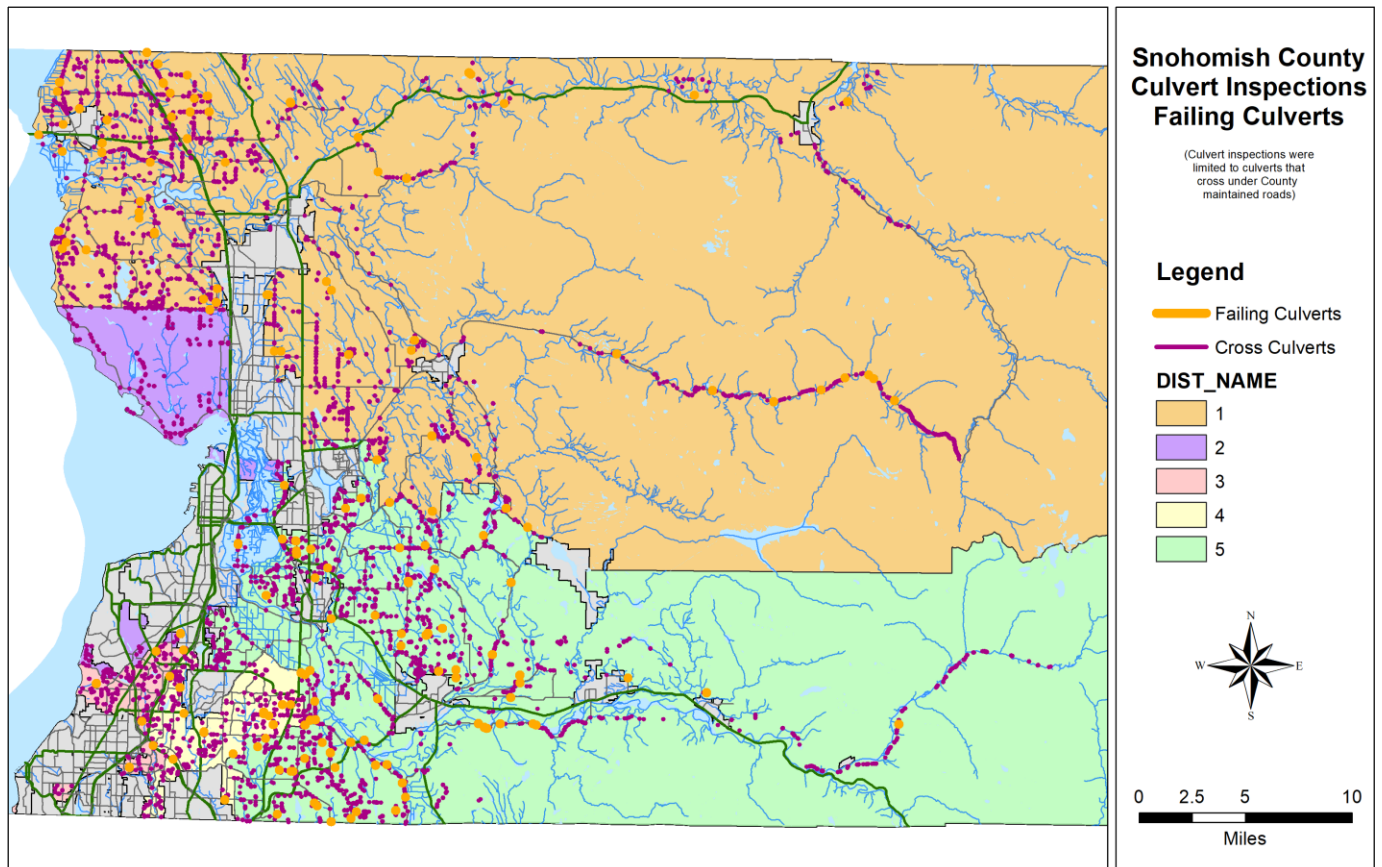 Snohomish County
Culvert Inspections
Failing Culverts
(Culvert inspections were
limited to culverts that
cross under County
maintained roads)
Legend
Failing Culverts
Cross Culverts
DIST_NAME
1
2
3
4
5
N
W E
S
0 2.5 5 10
Miles